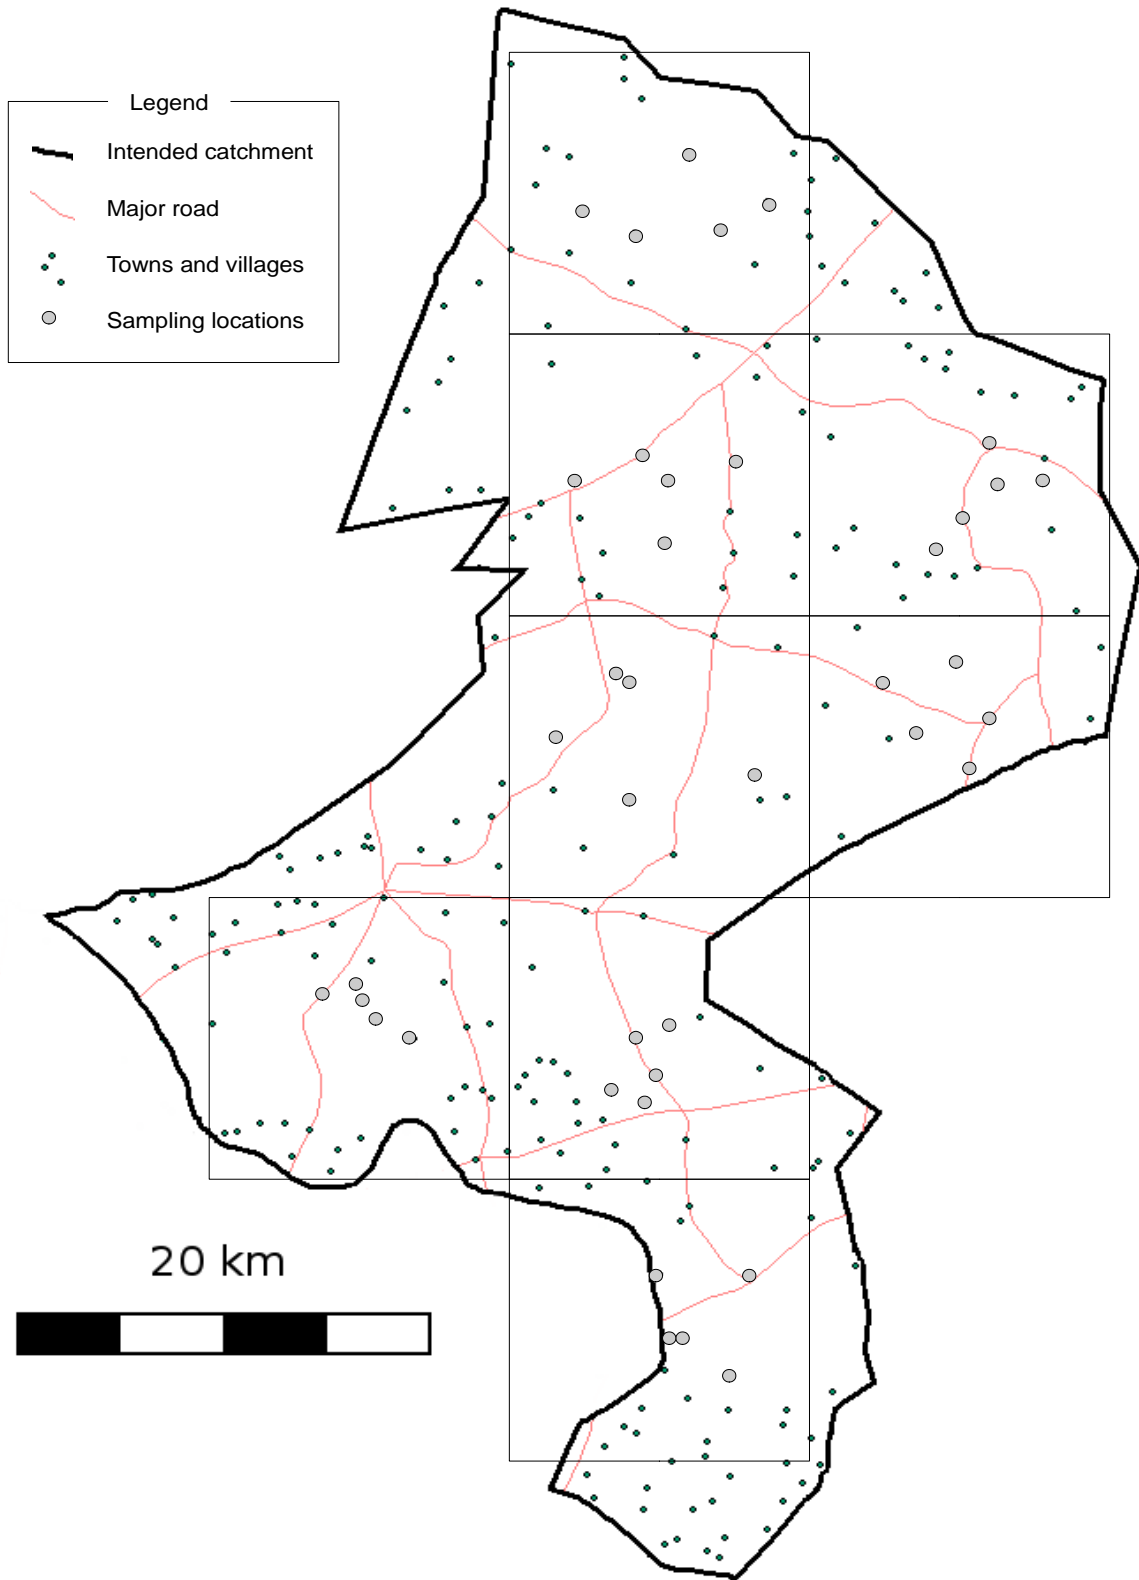 Legend
Intended catchment
Major road
Towns and villages
Sampling locations
20 km